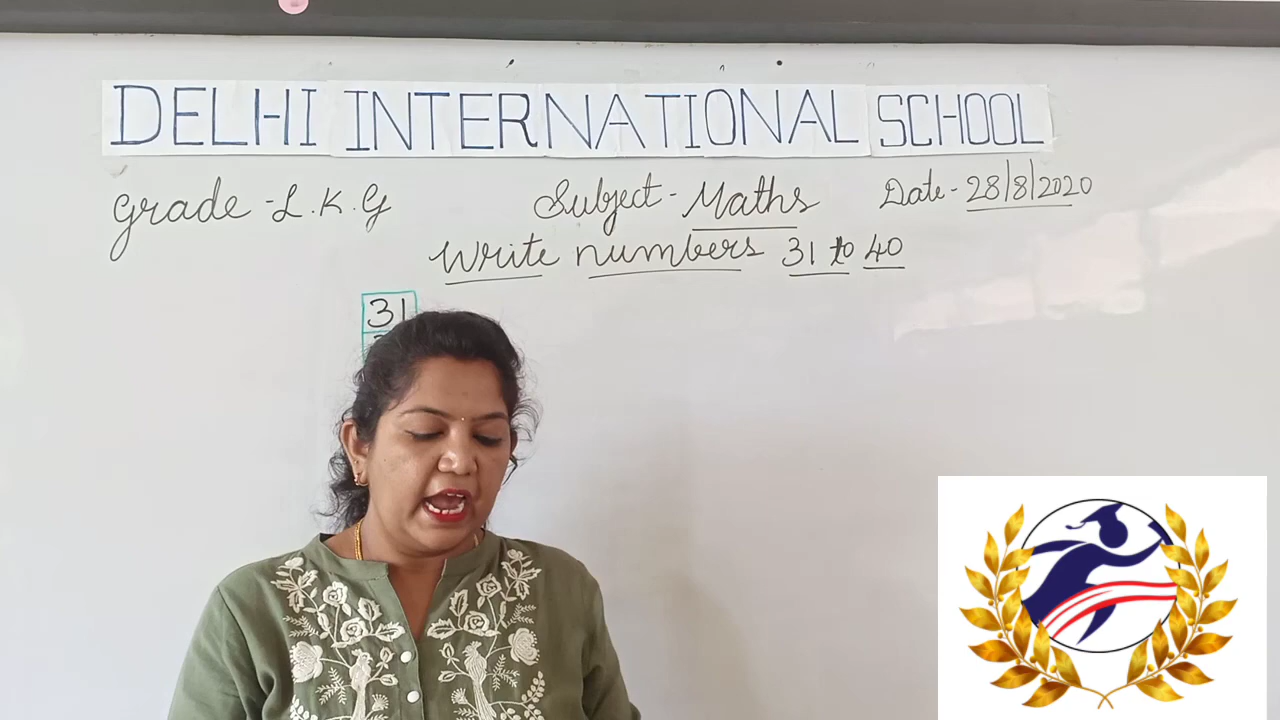 DELHI INTERNATIONAL SCHOOL
Grade - L.K.G Subject - Maths Date - 28/8/2020
Write numbers 31 to 40
31